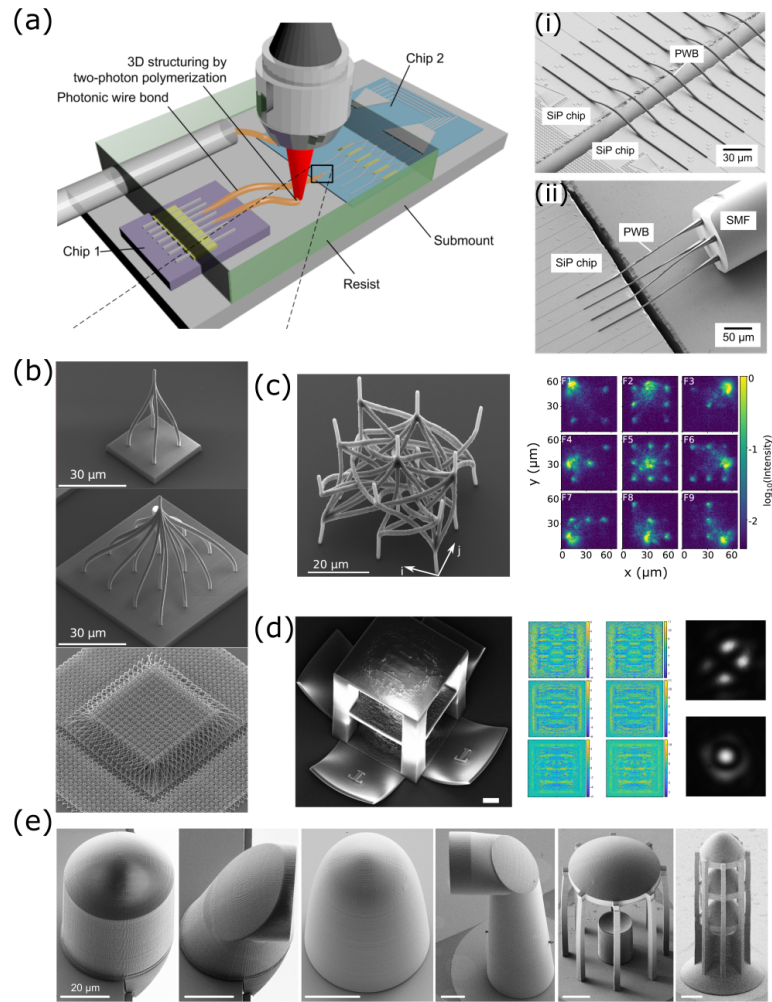 (a)
3D structuring by
two-photon polymerization
Photonic wire bond
Chip 2
Chip 1
Submount
Resist
(i)
PWB
SiP chip
SiP chip
30 µm
(ii)
SMF
PWB
SiP chip
50 µm
(b)
30 µm
30 µm
(c)
20 µm
i
j
F1 F2 F3
F4 F5 F6
F7 F8 F9
60
30
60
30
60
30
y (µm)
30 60 30 60 30 60
x (µm)
0
-1
-2
log10(Intensity)
(d)
(e)
20 µm